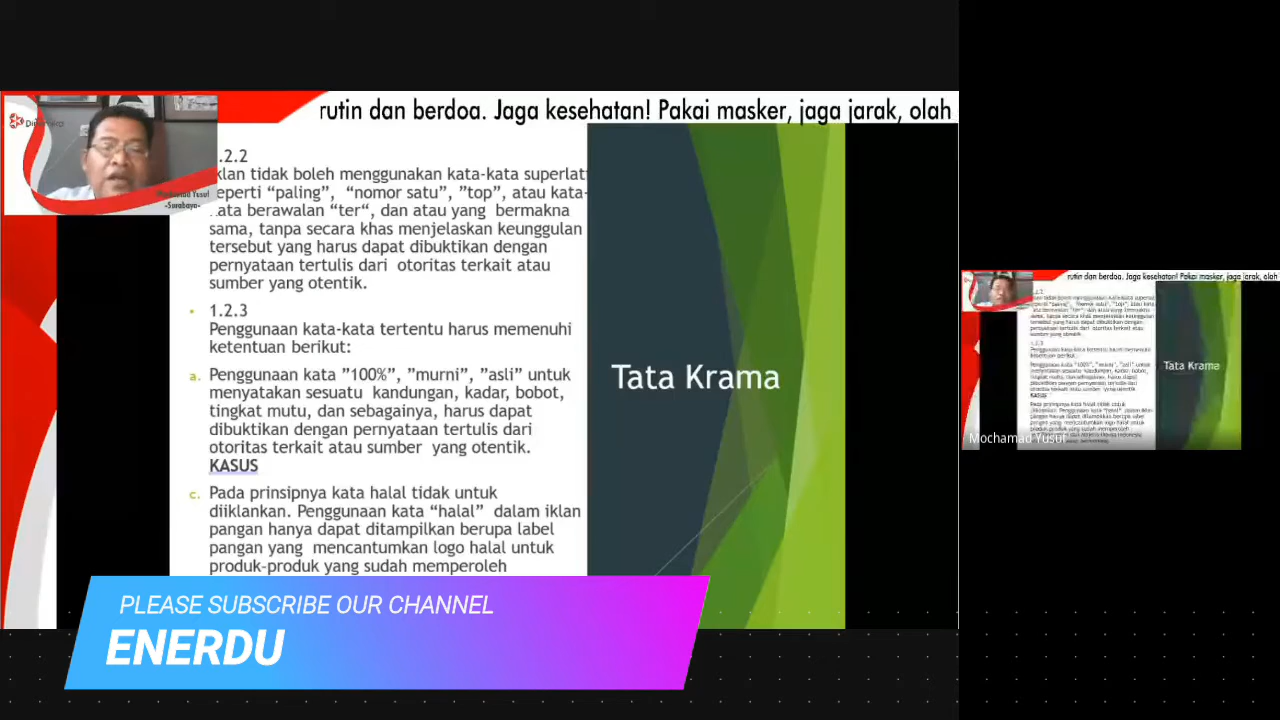 rutin dan berdoa. Jaga kesehatan! Pakai masker, jaga jarak, olah
.2.2
klan tidak boleh menggunakan kata-kata superlat
eperti “paling”, “nomor satu”, ”top”, atau kata-
kata berawalan “ter“, dan atau yang bermakna
sama, tanpa secara khas menjelaskan keunggulan
tersebut yang harus dapat dibuktikan dengan
pernyataan tertulis dari otoritas terkait atau
sumber yang otentik.
• 1.2.3
Penggunaan kata-kata tertentu harus memenuhi
ketentuan berikut:
a. Penggunaan kata ”100%”, ”murni”, ”asli” untuk
menyatakan sesuatu kandungan, kadar, bobot,
tingkat mutu, dan sebagainya, harus dapat
dibuktikan dengan pernyataan tertulis dari
otoritas terkait atau sumber yang otentik.
KASUS
c. Pada prinsipnya kata halal tidak untuk
diiklankan. Penggunaan kata “halal” dalam iklan
pangan hanya dapat ditampilkan berupa label
pangan yang mencantumkan logo halal untuk
produk-produk yang sudah memperoleh
Tata Krama
Mochamad Yusuf
-Surabaya-
PLEASE SUBSCRIBE OUR CHANNEL
ENERDU
rutin dan berdoa. Jaga kesehatan! Pakai masker, jaga jarak, olah
Tata Krama
KASUS
Mochamad Yusuf